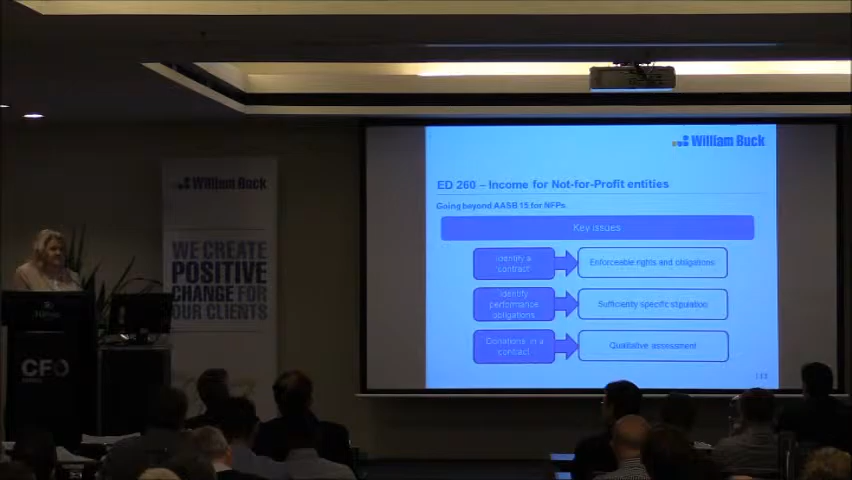 William Buck
ED 260 – Income for Not-for-Profit entities
Going beyond AASB 15 for NFPs.
Key issues
Identify a
contract
Enforceable rights and obligations
Identify
performance
obligations
Sufficiently specific stipulation
Donations in a
contract
Qualitative assessment
William Buck
WE CREATE
POSITIVE
CHANGE FOR
OUR CLIENTS
CFO